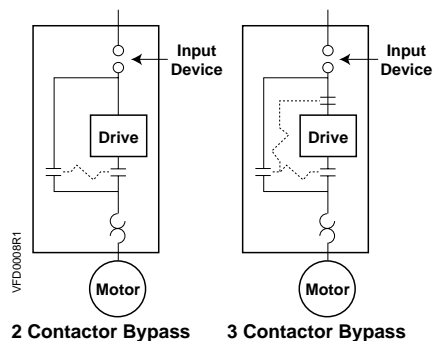 Input
Device
Input
Device
Drive
Drive
VFD0008R1
Motor
Motor
2 Contactor Bypass
3 Contactor Bypass